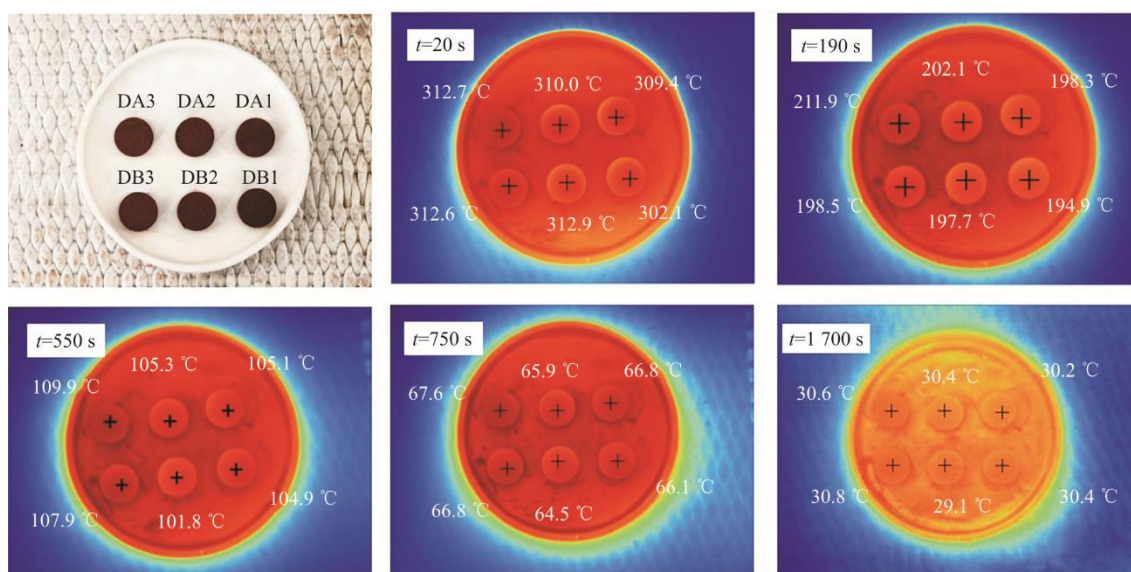 DA3 DA2 DA1
DB3 DB2 DB1
t=20 s
312.7 ℃ 310.0 ℃ 309.4 ℃
312.6 ℃ 312.9 ℃ 302.1 ℃
t=190 s
211.9 ℃ 202.1 ℃ 198.3 ℃
198.5 ℃ 197.7 ℃ 194.9 ℃
t=550 s
109.9 ℃ 105.3 ℃ 105.1 ℃
107.9 ℃ 101.8 ℃ 104.9 ℃
t=750 s
67.6 ℃ 65.9 ℃ 66.8 ℃
66.8 ℃ 64.5 ℃ 66.1 ℃
t=1 700 s
30.6 ℃ 30.4 ℃ 30.2 ℃
30.8 ℃ 29.1 ℃ 30.4 ℃